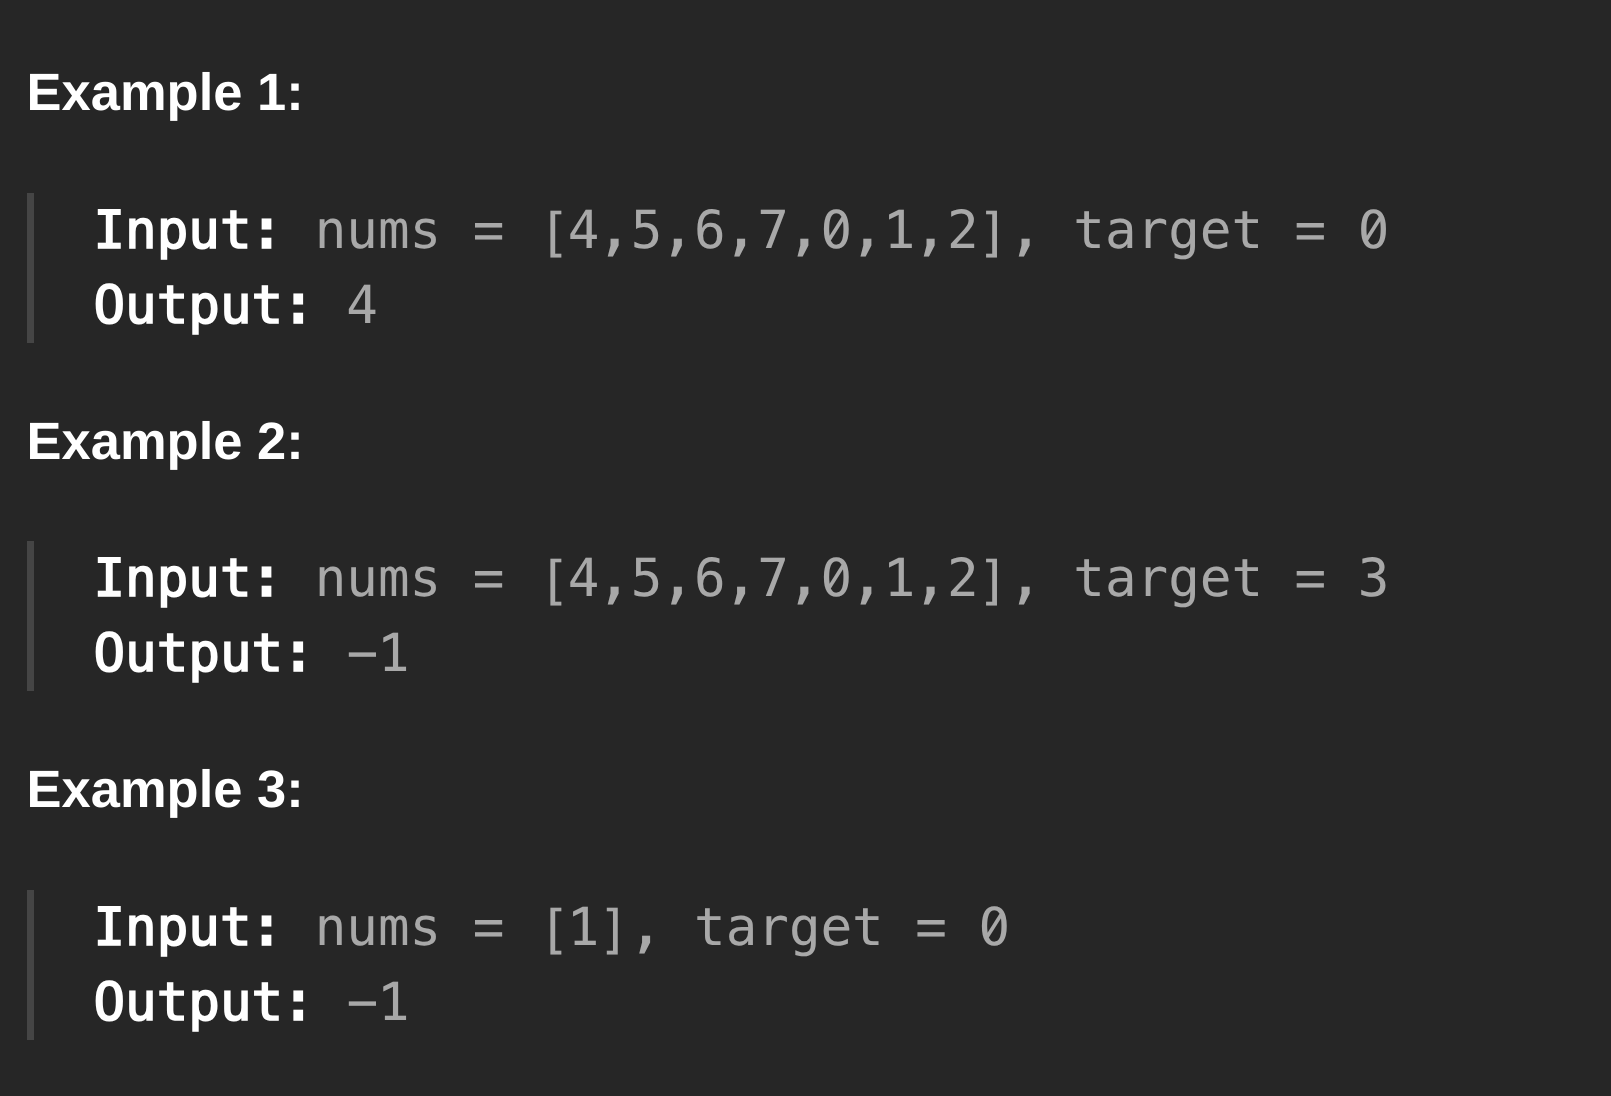 Example 1:
Input: nums = [4,5,6,7,0,1,2], target = 0
Output: 4
Example 2:
Input: nums = [4,5,6,7,0,1,2], target = 3
Output: -1
Example 3:
Input: nums = [1], target = 0
Output: -1